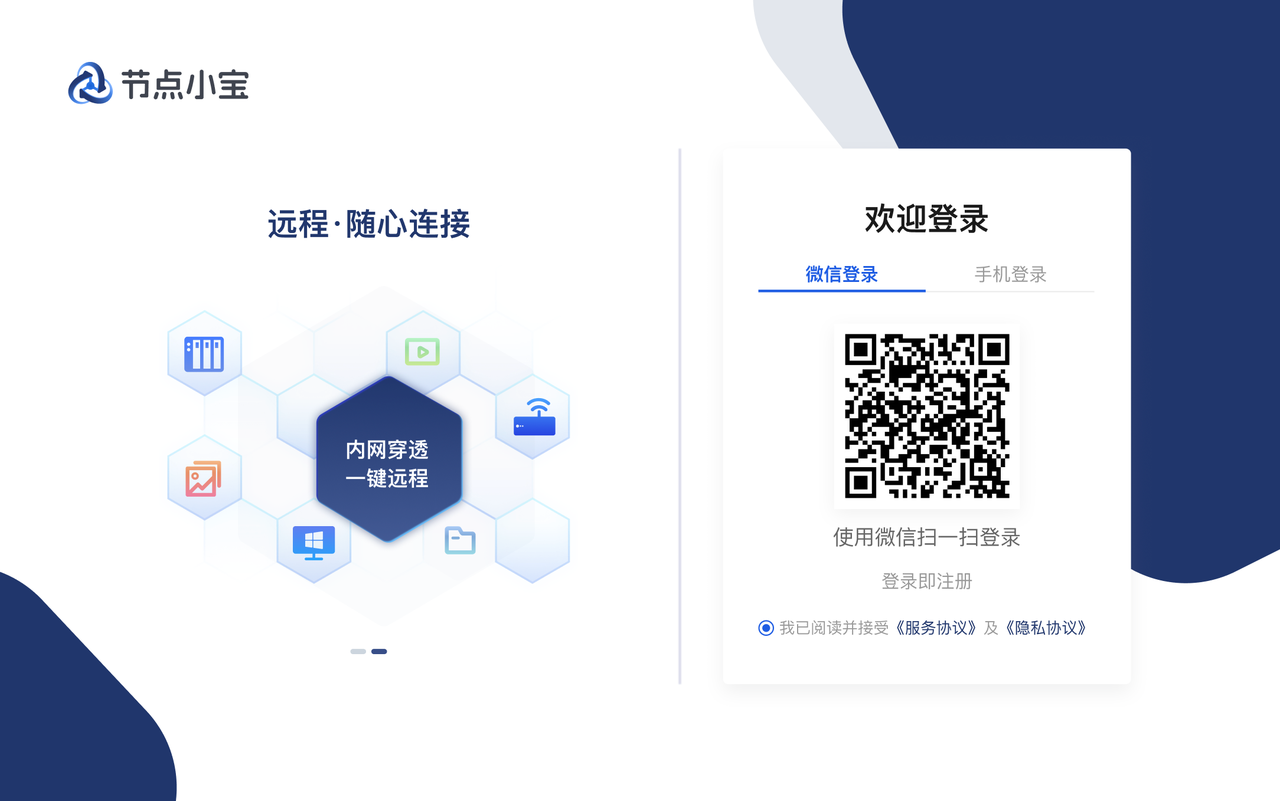 节点小宝
远程·随心连接
内网穿透
一键远程
欢迎登录
微信登录
手机登录
使用微信扫一扫登录
登录即注册
我已阅读并接受《服务协议》及《隐私协议》